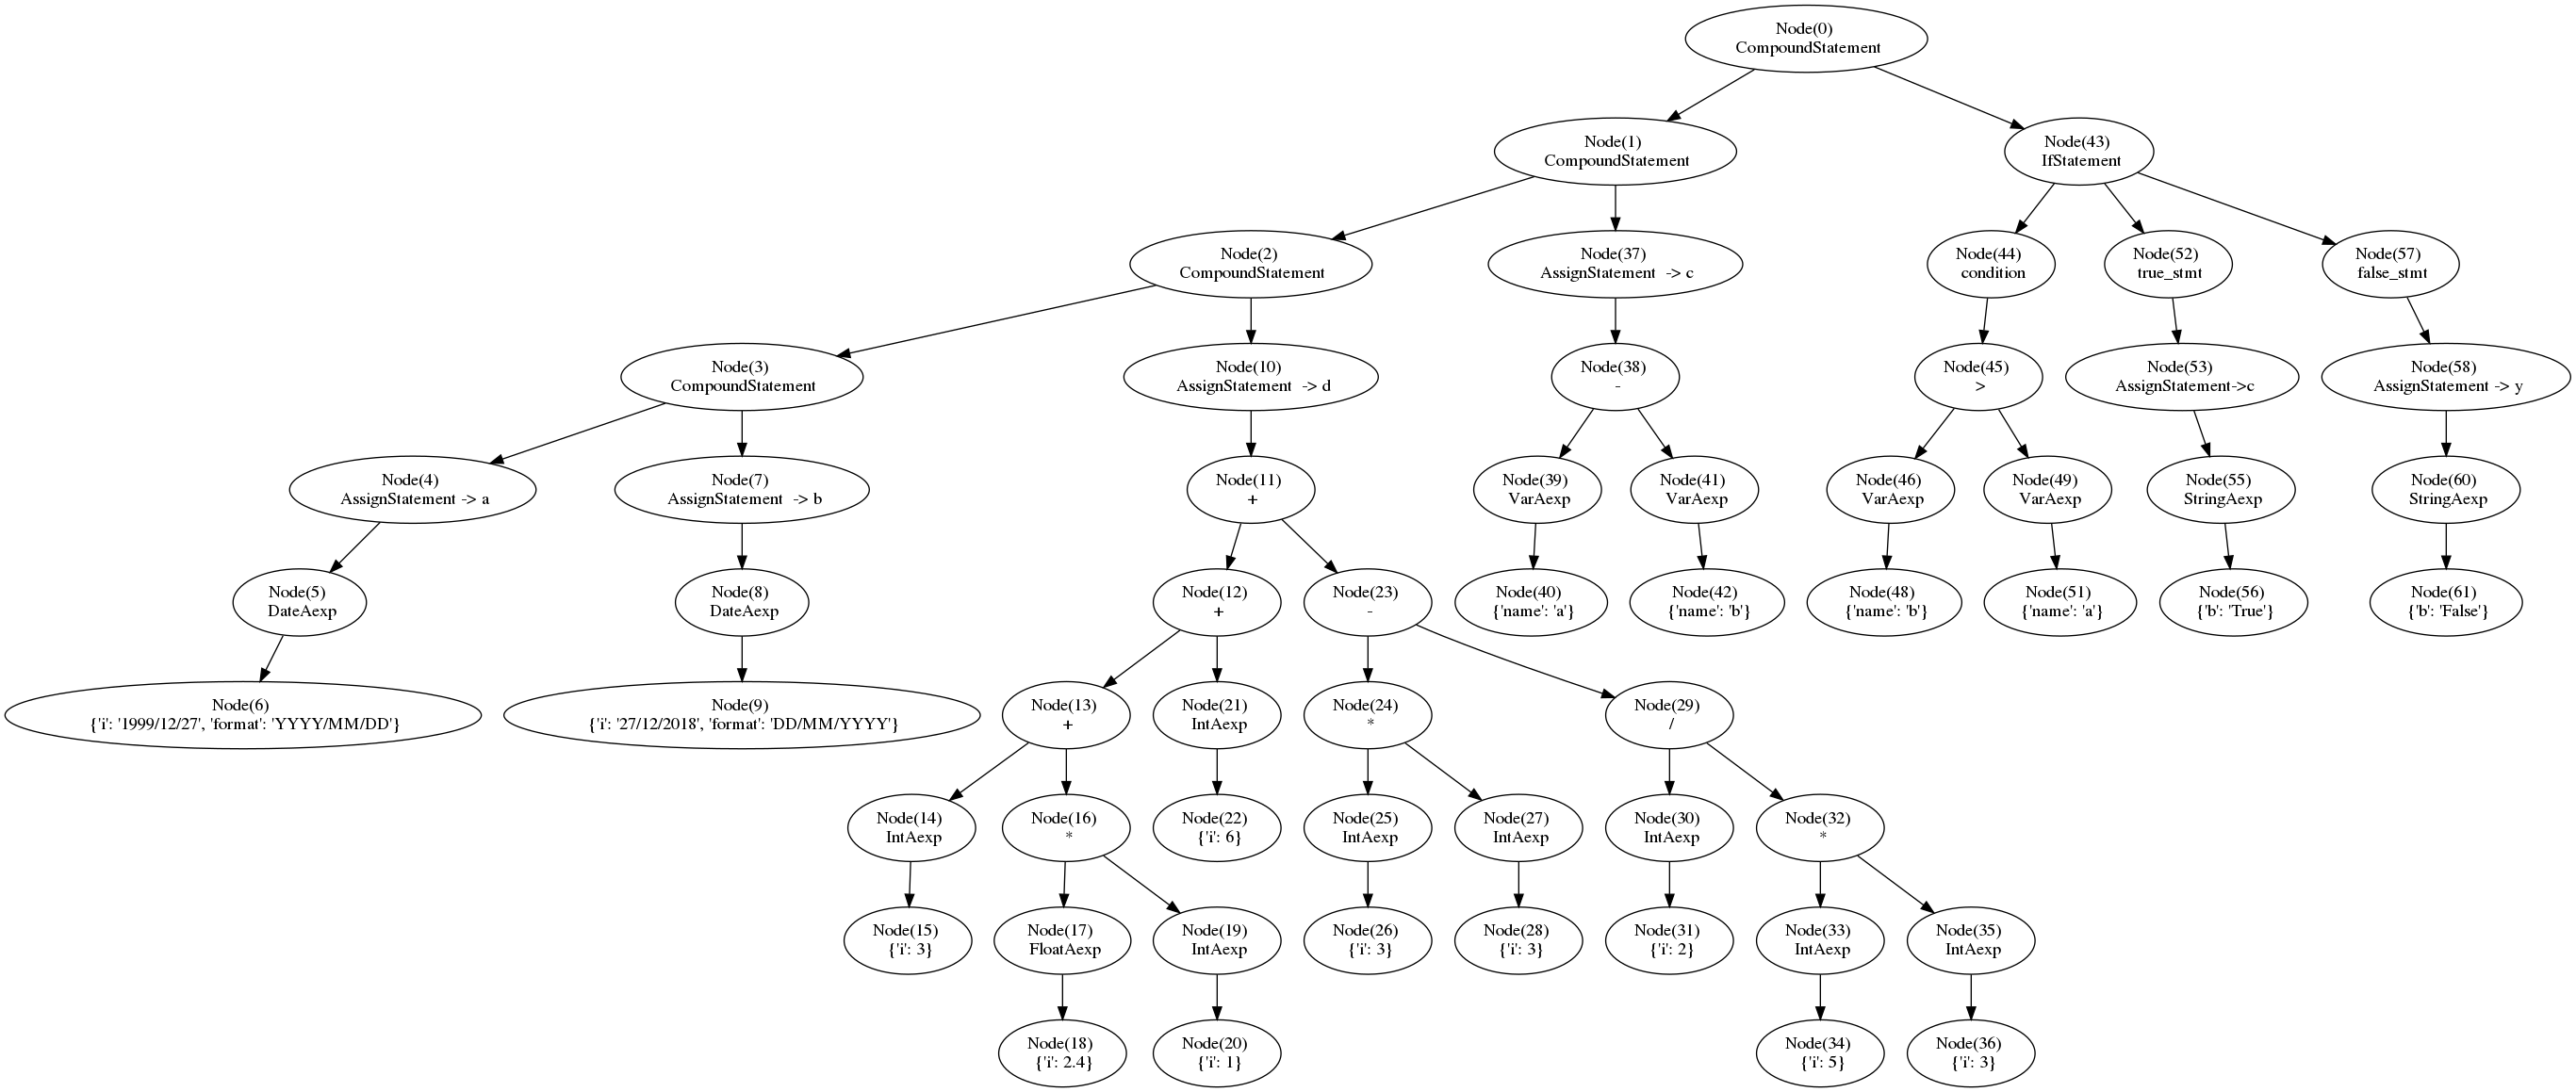 Node(0)
CompoundStatement
Node(1)
CompoundStatement
Node(43)
IfStatement
Node(2)
CompoundStatement
Node(37)
AssignStatement -> c
Node(44)
condition
Node(52)
true_stmt
Node(57)
false_stmt
Node(3)
CompoundStatement
Node(10)
AssignStatement -> d
Node(38)
-
Node(45)
>
Node(53)
AssignStatement->c
Node(58)
AssignStatement -> y
Node(4)
AssignStatement -> a
Node(7)
AssignStatement -> b
Node(11)
+
Node(39)
VarAexp
Node(41)
VarAexp
Node(46)
VarAexp
Node(49)
VarAexp
Node(55)
StringAexp
Node(60)
StringAexp
Node(5)
DateAexp
Node(8)
DateAexp
Node(12)
+
Node(23)
-
Node(40)
{'name': 'a'}
Node(42)
{'name': 'b'}
Node(48)
{'name': 'b'}
Node(51)
{'name': 'a'}
Node(56)
{'b': 'True'}
Node(61)
{'b': 'False'}
Node(6)
{'i': '1999/12/27', 'format': 'YYYY/MM/DD'}
Node(9)
{'i': '27/12/2018', 'format': 'DD/MM/YYYY'}
Node(13)
+
Node(21)
IntAexp
Node(24)
*
Node(29)
/
Node(14)
IntAexp
Node(16)
*
Node(22)
{'i': 6}
Node(25)
IntAexp
Node(27)
IntAexp
Node(30)
IntAexp
Node(32)
*
Node(15)
{'i': 3}
Node(17)
FloatAexp
Node(19)
IntAexp
Node(26)
{'i': 3}
Node(28)
{'i': 3}
Node(31)
{'i': 2}
Node(33)
IntAexp
Node(35)
IntAexp
Node(18)
{'i': 2.4}
Node(20)
{'i': 1}
Node(34)
{'i': 5}
Node(36)
{'i': 3}